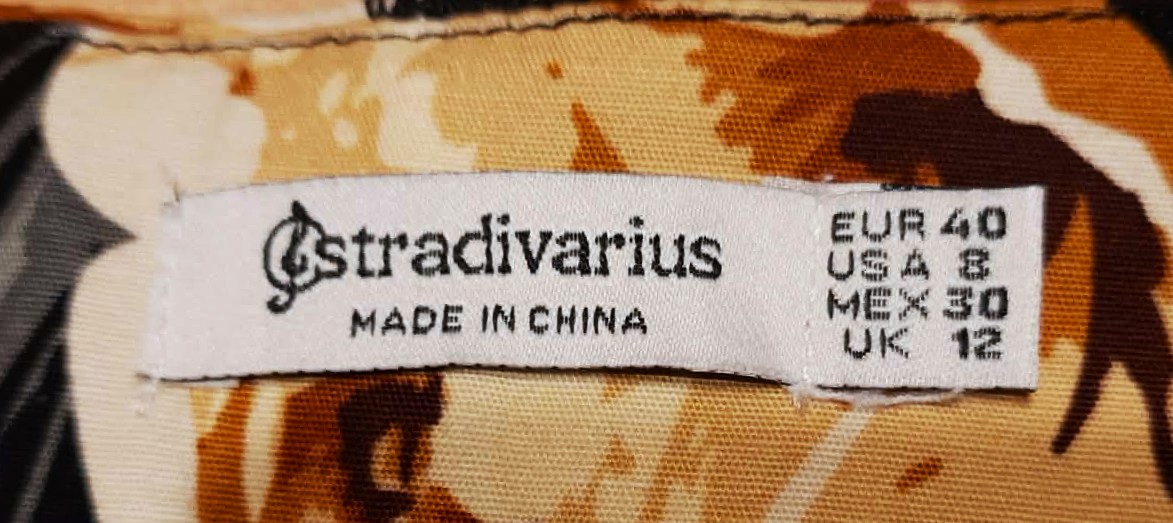 stradivarius
MADE IN CHINA
EUR 40
USA 8
MEX 30
UK 12